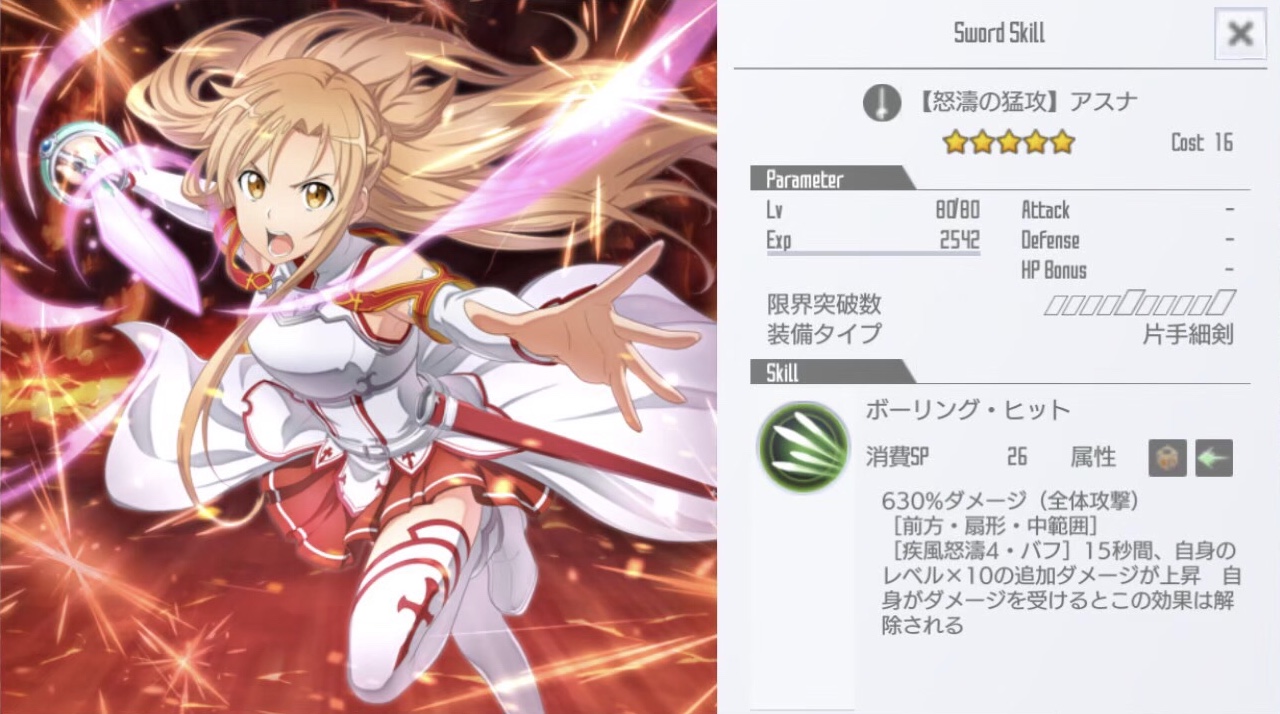 Sword Skill
【怒濤の猛攻】アスナ
Cost 16
Parameter
Lv 80/80 Attack -
Exp 2542 Defense -
HP Bonus -
限界突破数
装備タイプ 片手細剣
Skill
ボーリング・ヒット
消費SP 26 属性
630%ダメージ（全体攻撃）
［前方・扇形・中範囲］
［疾風怒濤4・バフ］15秒間、自身の
レベル×10の追加ダメージが上昇　自
身がダメージを受けるとこの効果は解
除される